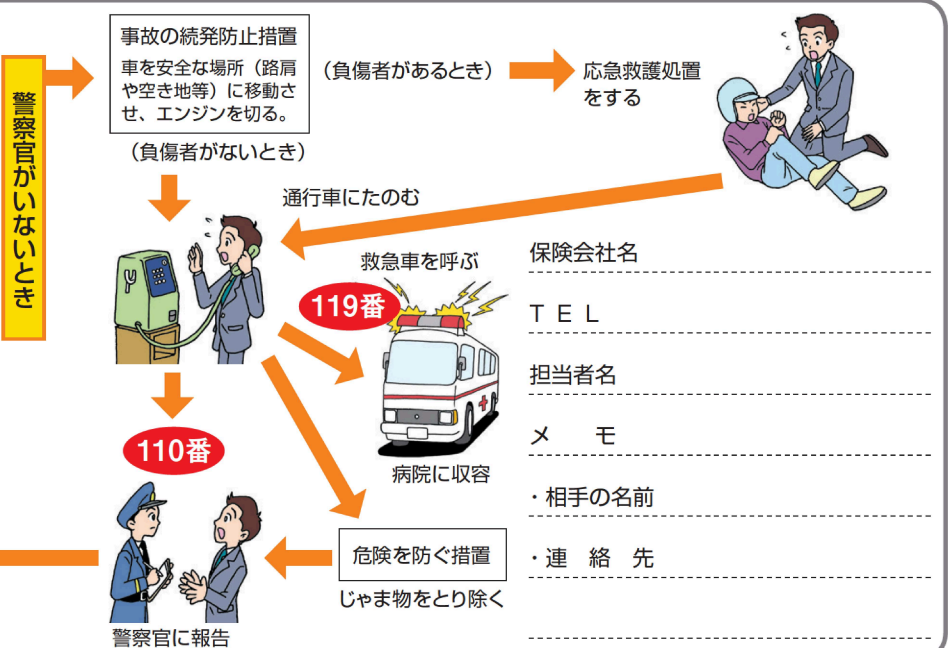 警察官がいないとき
事故の続発防止措置
車を安全な場所（路肩
や空き地等）に移動さ
せ、エンジンを切る。
（負傷者があるとき）
応急救護処置
をする
（負傷者がないとき）
通行車にたのむ
救急車を呼ぶ
119番
病院に収容
110番
危険を防ぐ措置
じゃま物をとり除く
警察官に報告
保険会社名
ＴＥＬ
担当者名
メ　モ
・相手の名前
・連　絡　先